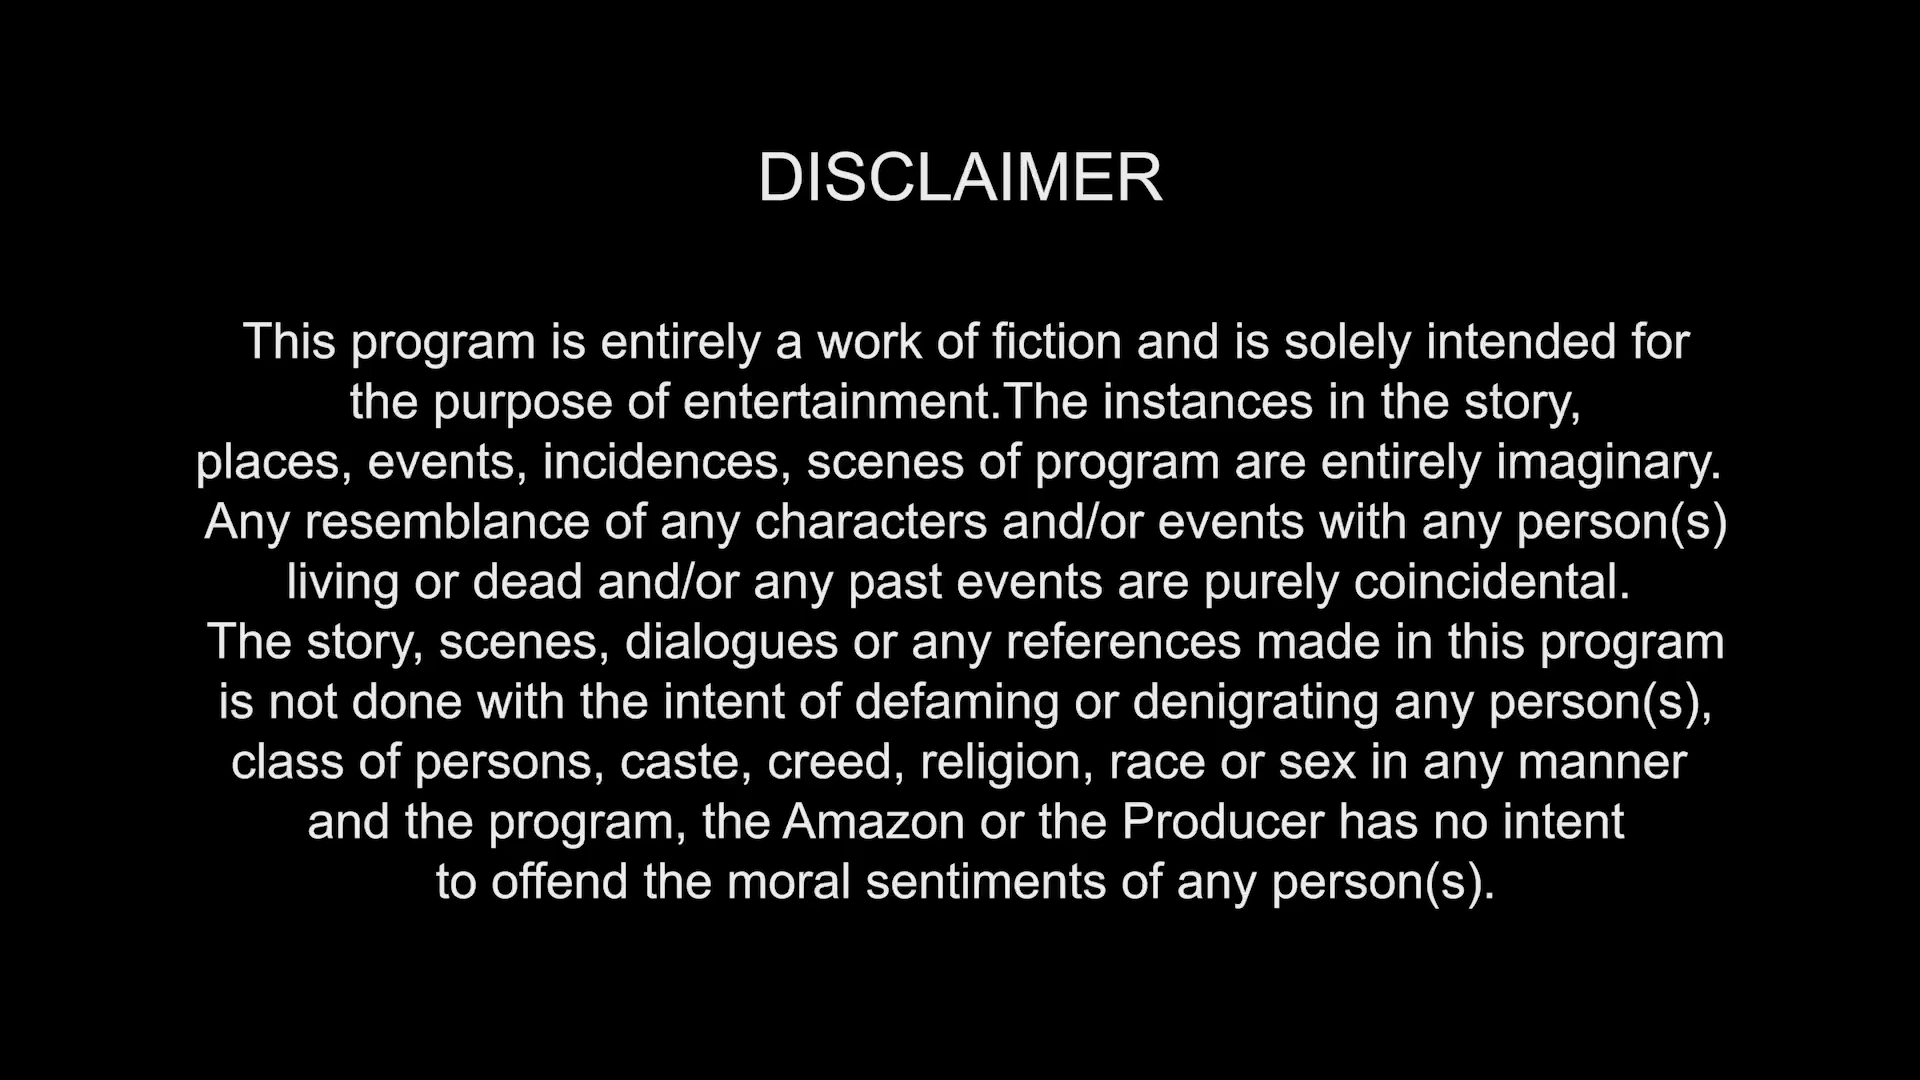 DISCLAIMER
This program is entirely a work of fiction and is solely intended for
the purpose of entertainment.The instances in the story,
places, events, incidences, scenes of program are entirely imaginary.
Any resemblance of any characters and/or events with any person(s)
living or dead and/or any past events are purely coincidental.
The story, scenes, dialogues or any references made in this program
is not done with the intent of defaming or denigrating any person(s),
class of persons, caste, creed, religion, race or sex in any manner
and the program, the Amazon or the Producer has no intent
to offend the moral sentiments of any person(s).